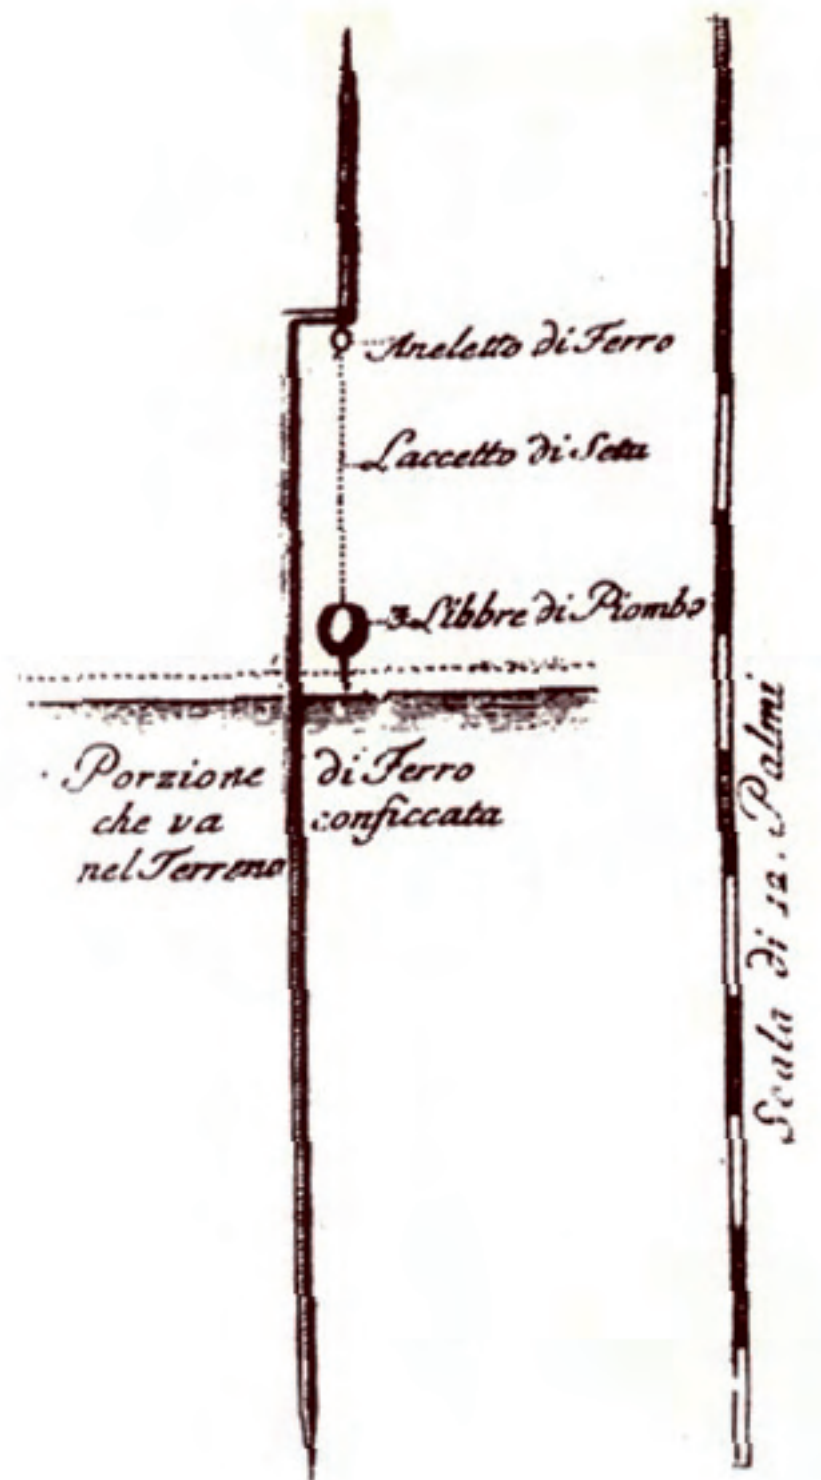 Aneletto di Ferro
Laccetto di Seta
3 Libbre di Piombo
Porzione di Ferro
che va conficcata
nel Terreno
Scala di 12. Palmi